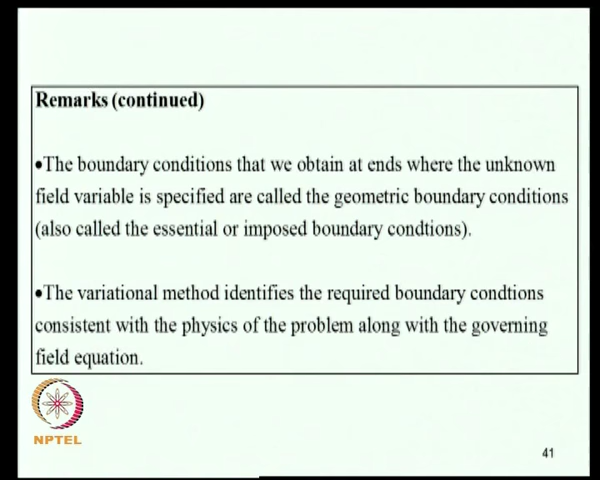 Remarks (continued)
•The boundary conditions that we obtain at ends where the unknown
field variable is specified are called the geometric boundary conditions
(also called the essential or imposed boundary condtions).
•The variational method identifies the required boundary condtions
consistent with the physics of the problem along with the governing
field equation.
NPTEL
41